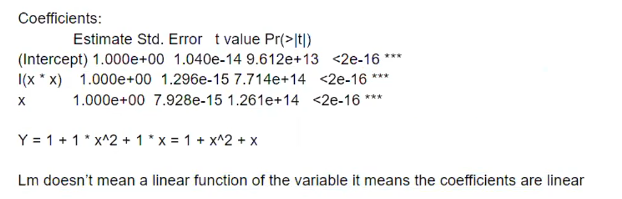 Coefficients:
Estimate Std. Error t value Pr(>|t|)
(Intercept) 1.000e+00 1.040e-14 9.612e+13 <2e-16 ***
I(x * x) 1.000e+00 1.296e-15 7.714e+14 <2e-16 ***
x 1.000e+00 7.928e-15 1.261e+14 <2e-16 ***
Y = 1 + 1 * x^2 + 1 * x = 1 + x^2 + x
Lm doesn't mean a linear function of the variable it means the coefficients are linear